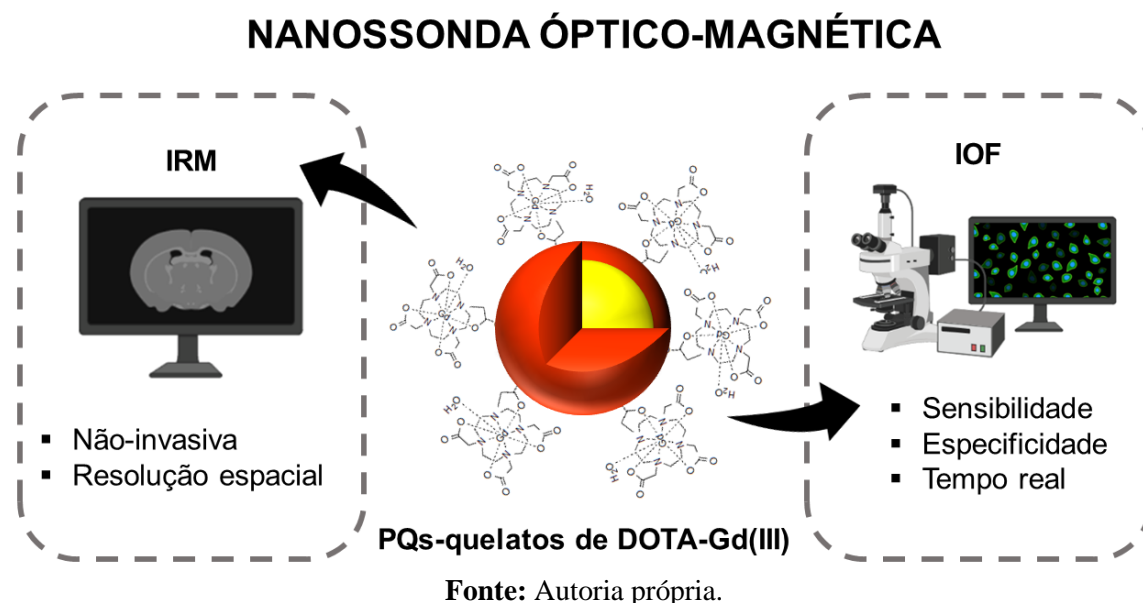 NANOSSONDA ÓPTICO-MAGNÉTICA
IRM
▪ Não-invasiva
▪ Resolução espacial
PQs-quelatos de DOTA-Gd(III)
IOF
▪ Sensibilidade
▪ Especificidade
▪ Tempo real
Fonte: Autoria própria.